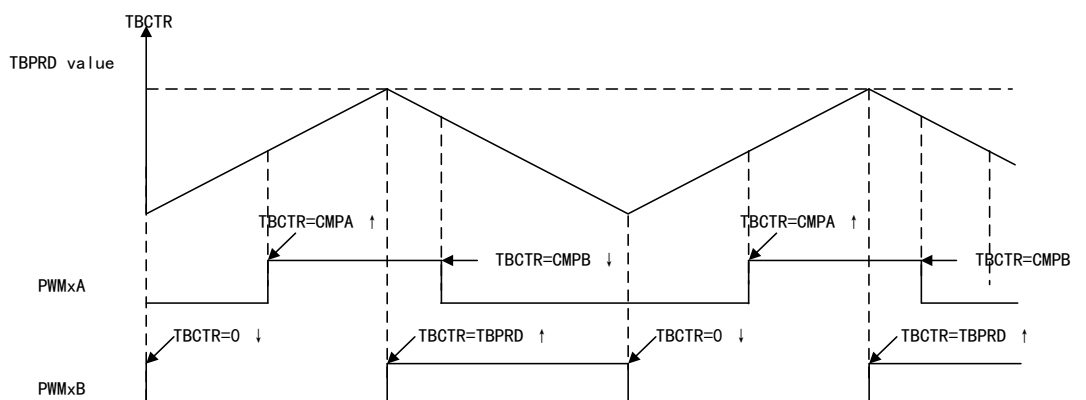 TBCTR
TBPRD value
TBCTR=CMPA ↑
TBCTR=CMPA ↑
TBCTR=CMPB ↓
TBCTR=CMPB
PWMxA
TBCTR=0 ↓
TBCTR=TBPRD ↑
TBCTR=0 ↓
TBCTR=TBPRD ↑
PWMxB